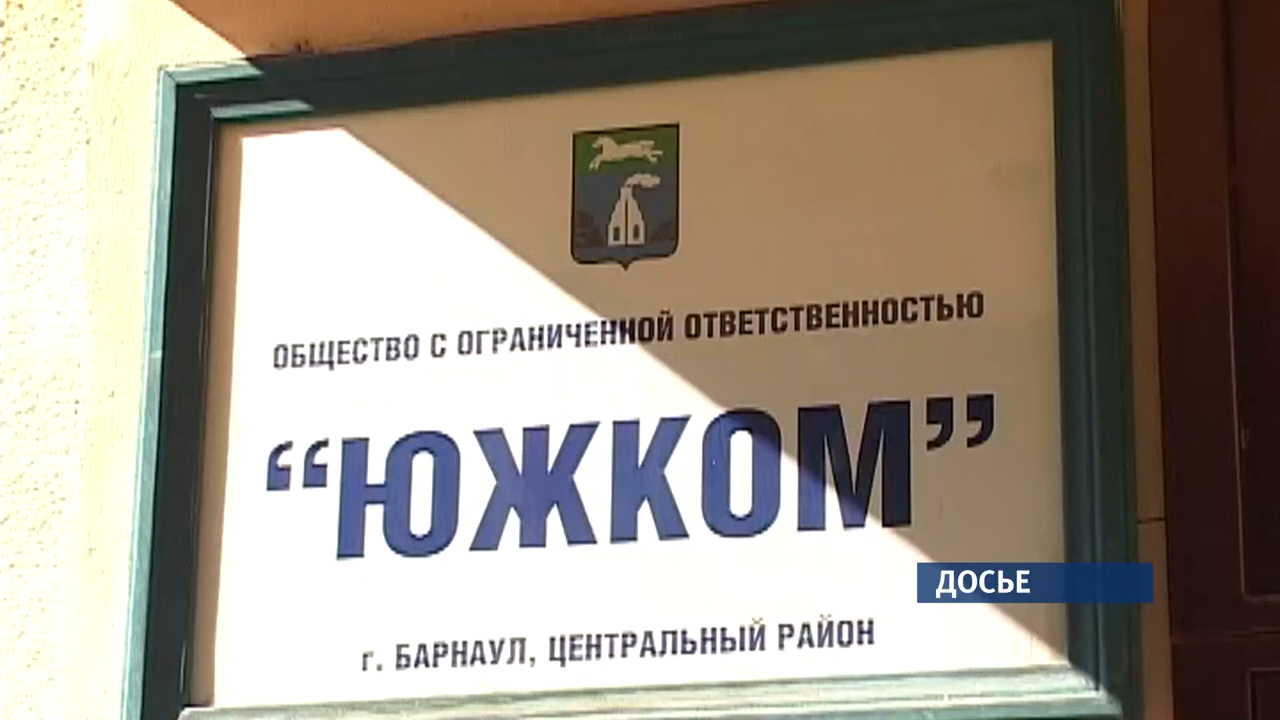 ОБЩЕСТВО С ОГРАНИЧЕННОЙ ОТВЕТСТВЕННОСТЬЮ
“ЮЖКОМ”
ДОСЬЕ
г. БАРНАУЛ, ЦЕНТРАЛЬНЫЙ РАЙОН